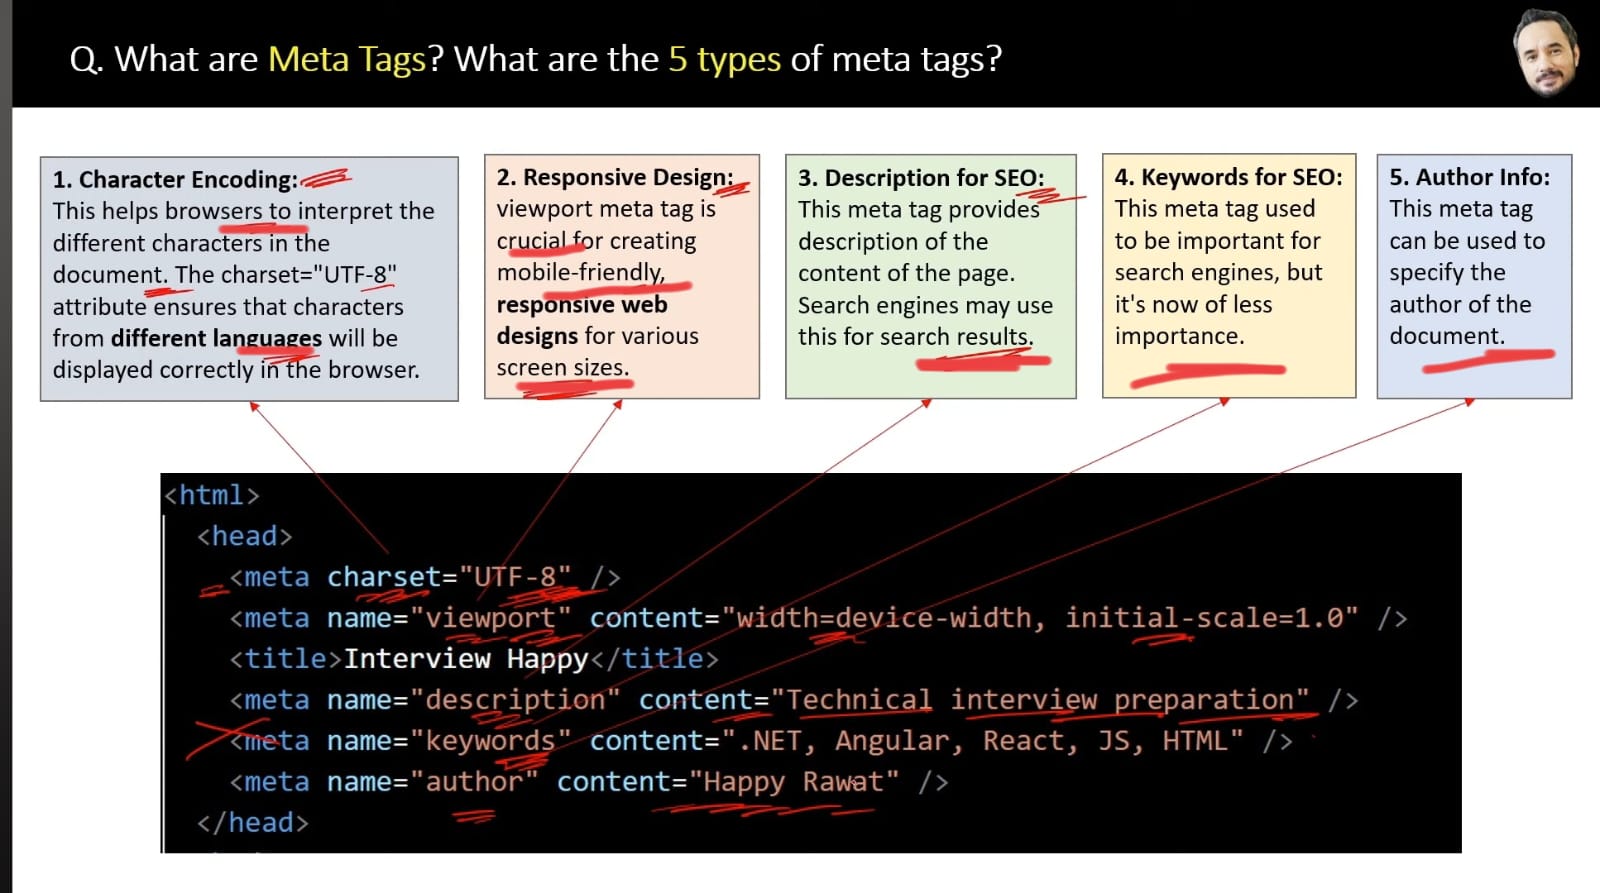 Q. What are Meta Tags? What are the 5 types of meta tags?
1. Character Encoding:
This helps browsers to interpret the
different characters in the
document. The charset="UTF-8"
attribute ensures that characters
from different languages will be
displayed correctly in the browser.
2. Responsive Design:
viewport meta tag is
crucial for creating
mobile-friendly,
responsive web
designs for various
screen sizes.
3. Description for SEO:
This meta tag provides
description of the
content of the page.
Search engines may use
this for search results.
4. Keywords for SEO:
This meta tag used
to be important for
search engines, but
it's now of less
importance.
5. Author Info:
This meta tag
can be used to
specify the
author of the
document.
<html>
<head>
<meta charset="UTF-8" />
<meta name="viewport" content="width=device-width, initial-scale=1.0" />
<title>Interview Happy</title>
<meta name="description" content="Technical interview preparation" />
<meta name="keywords" content=".NET, Angular, React, JS, HTML" />
<meta name="author" content="Happy Rawat" />
</head>